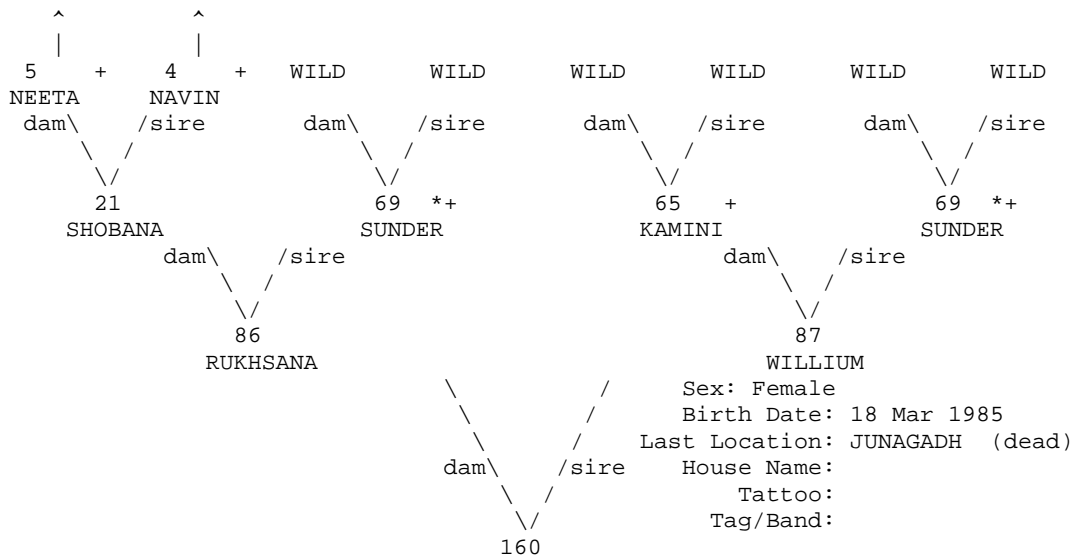 ^ ^
| |
5 + 4 + WILD WILD WILD WILD WILD WILD
NEETA NAVIN
dam\ /sire dam\ /sire dam\ /sire dam\ /sire
\ / \ / \ / \ /
\/ \/ \/ \/
21 69 *+ 65 + 69 *+
SHOBANA SUNDER KAMINI SUNDER
dam\ /sire dam\ /sire
\ / \ /
\/ \/
86 87
RUKHSANA WILLIUM
\ / Sex: Female
\ / Birth Date: 18 Mar 1985
\ / Last Location: JUNAGADH (dead)
dam\ /sire House Name:
\ / Tattoo:
\/ Tag/Band:
160